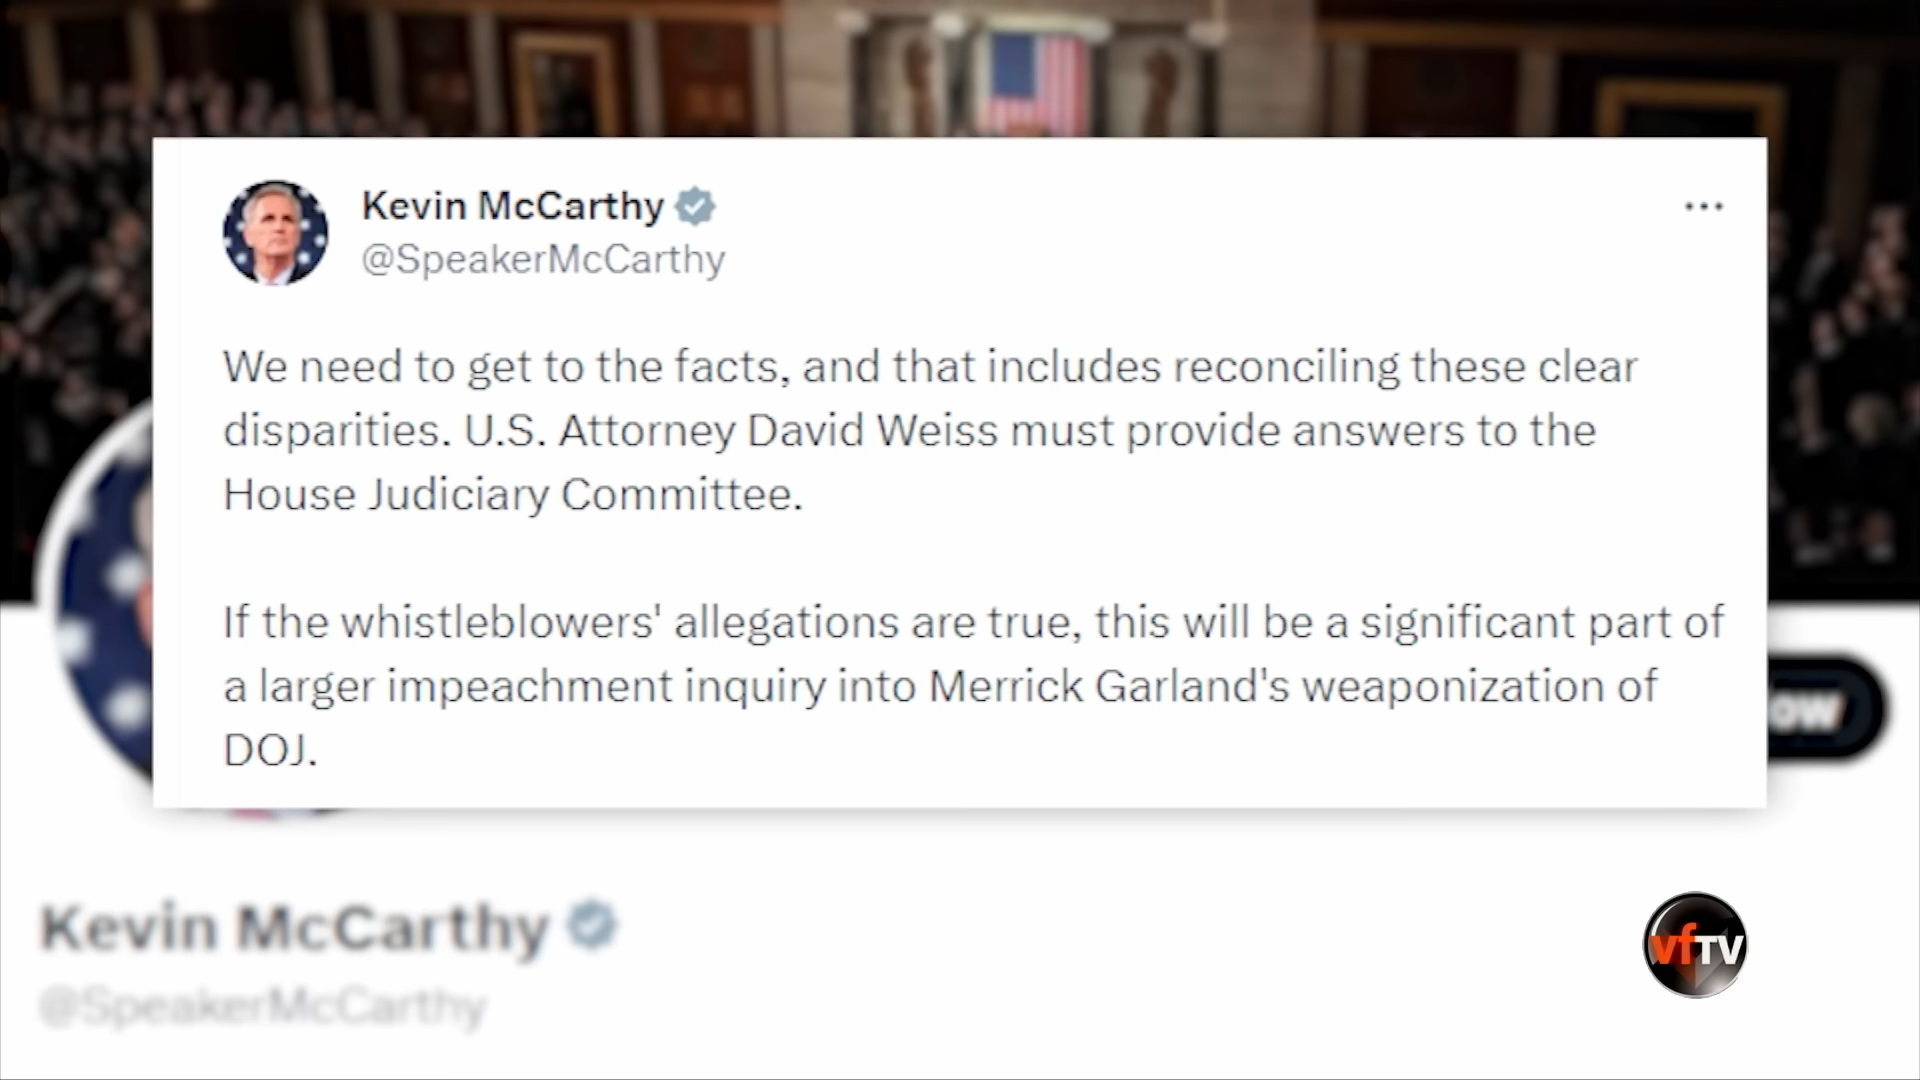 Kevin McCarthy
@SpeakerMcCarthy
We need to get to the facts, and that includes reconciling these clear
disparities. U.S. Attorney David Weiss must provide answers to the
House Judiciary Committee.
If the whistleblowers' allegations are true, this will be a significant part of
a larger impeachment inquiry into Merrick Garland's weaponization of
DOJ.
ow
Kevin McCarthy
@SpeakerMcCarthy
vfTV